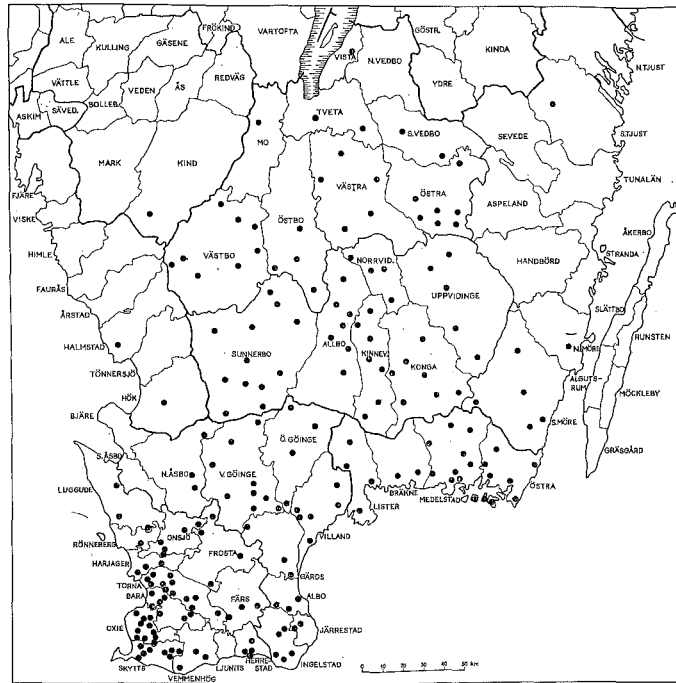 FRÖKIND
VARTOFTA
GÖSTR.
KINDA
ALE
KULLING
GÄSENE
VISTA
N.VEDBO
N.TJUST
REDVÄG
YDRE
VÄTTLE
VEDEN
ÅS
BOLLEB.
ASKIM
SÄVED.
TVETA
S.VEDBO
SEVEDE
S.TJUST
MO
MARK
KIND
TUNALÄN
VÄSTRA
ÖSTRA
ASPELAND
FJÄRE
VISKE
ÖSTBO
ÅKERBO
HIMLE
VÄSTBO
NORRVID.
HANDBÖRD
STRANDA
FAURÅS
UPPVIDINGE
SLÄTTBO
ÅRSTAD
RUNSTEN
HALMSTAD
ALLBO
N.MÖRE
SUNNERBO
KINNEV.
KONGA
TÖNNERSJÖ
ALGUTS-
RUM
MÖCKLEBY
HÖK
BJÄRE
S.MÖRE
Ö.GÖINGE
GRÄSGÅRD
S.ÅSBO
N.ÅSBO
V.GÖINGE
BRÄKNE
ÖSTRA
LUGGUDE
LISTER
MEDELSTAD
RÖNNEBERG
ONSJÖ
VILLAND
HARJAGER
FROSTA
TORNA
GÄRDS
BARA
FÄRS
ALBO
OXIE
JÄRRESTAD
SKYTTS
LJUNITS
HERRE-
STAD
INGELSTAD
VEMMENHÖG
0 10 20 30 40 50 km